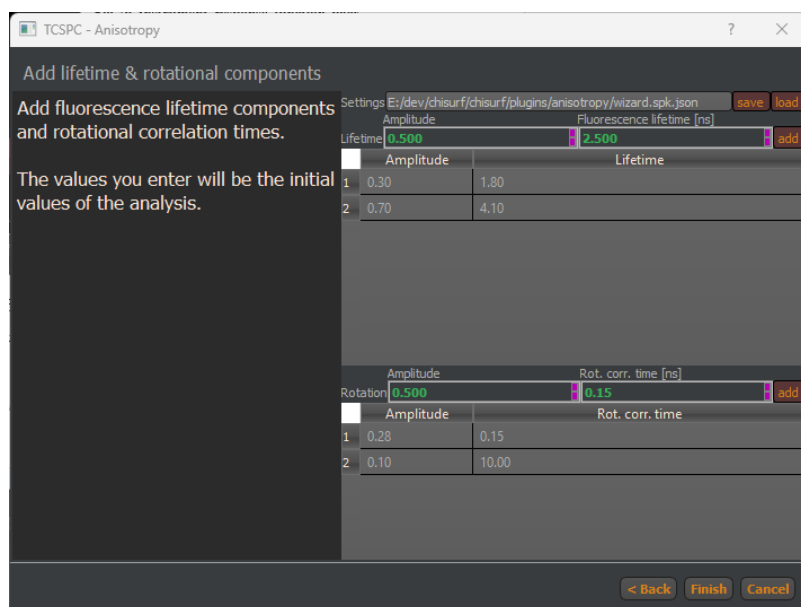 TCSPC - Anisotropy ?
Add lifetime & rotational components
Add fluorescence lifetime components
and rotational correlation times.
The values you enter will be the initial
values of the analysis.
Settings E:/dev/chisurf/chisurf/plugins/anisotropy/wizard.spk.json save load
Amplitude Fluorescence lifetime [ns]
Lifetime 0.500 2.500 add
Amplitude Lifetime
1 0.30 1.80
2 0.70 4.10
Amplitude Rot. corr. time [ns]
Rotation 0.500 0.15 add
Amplitude Rot. corr. time
1 0.28 0.15
2 0.10 10.00
< Back Finish Cancel